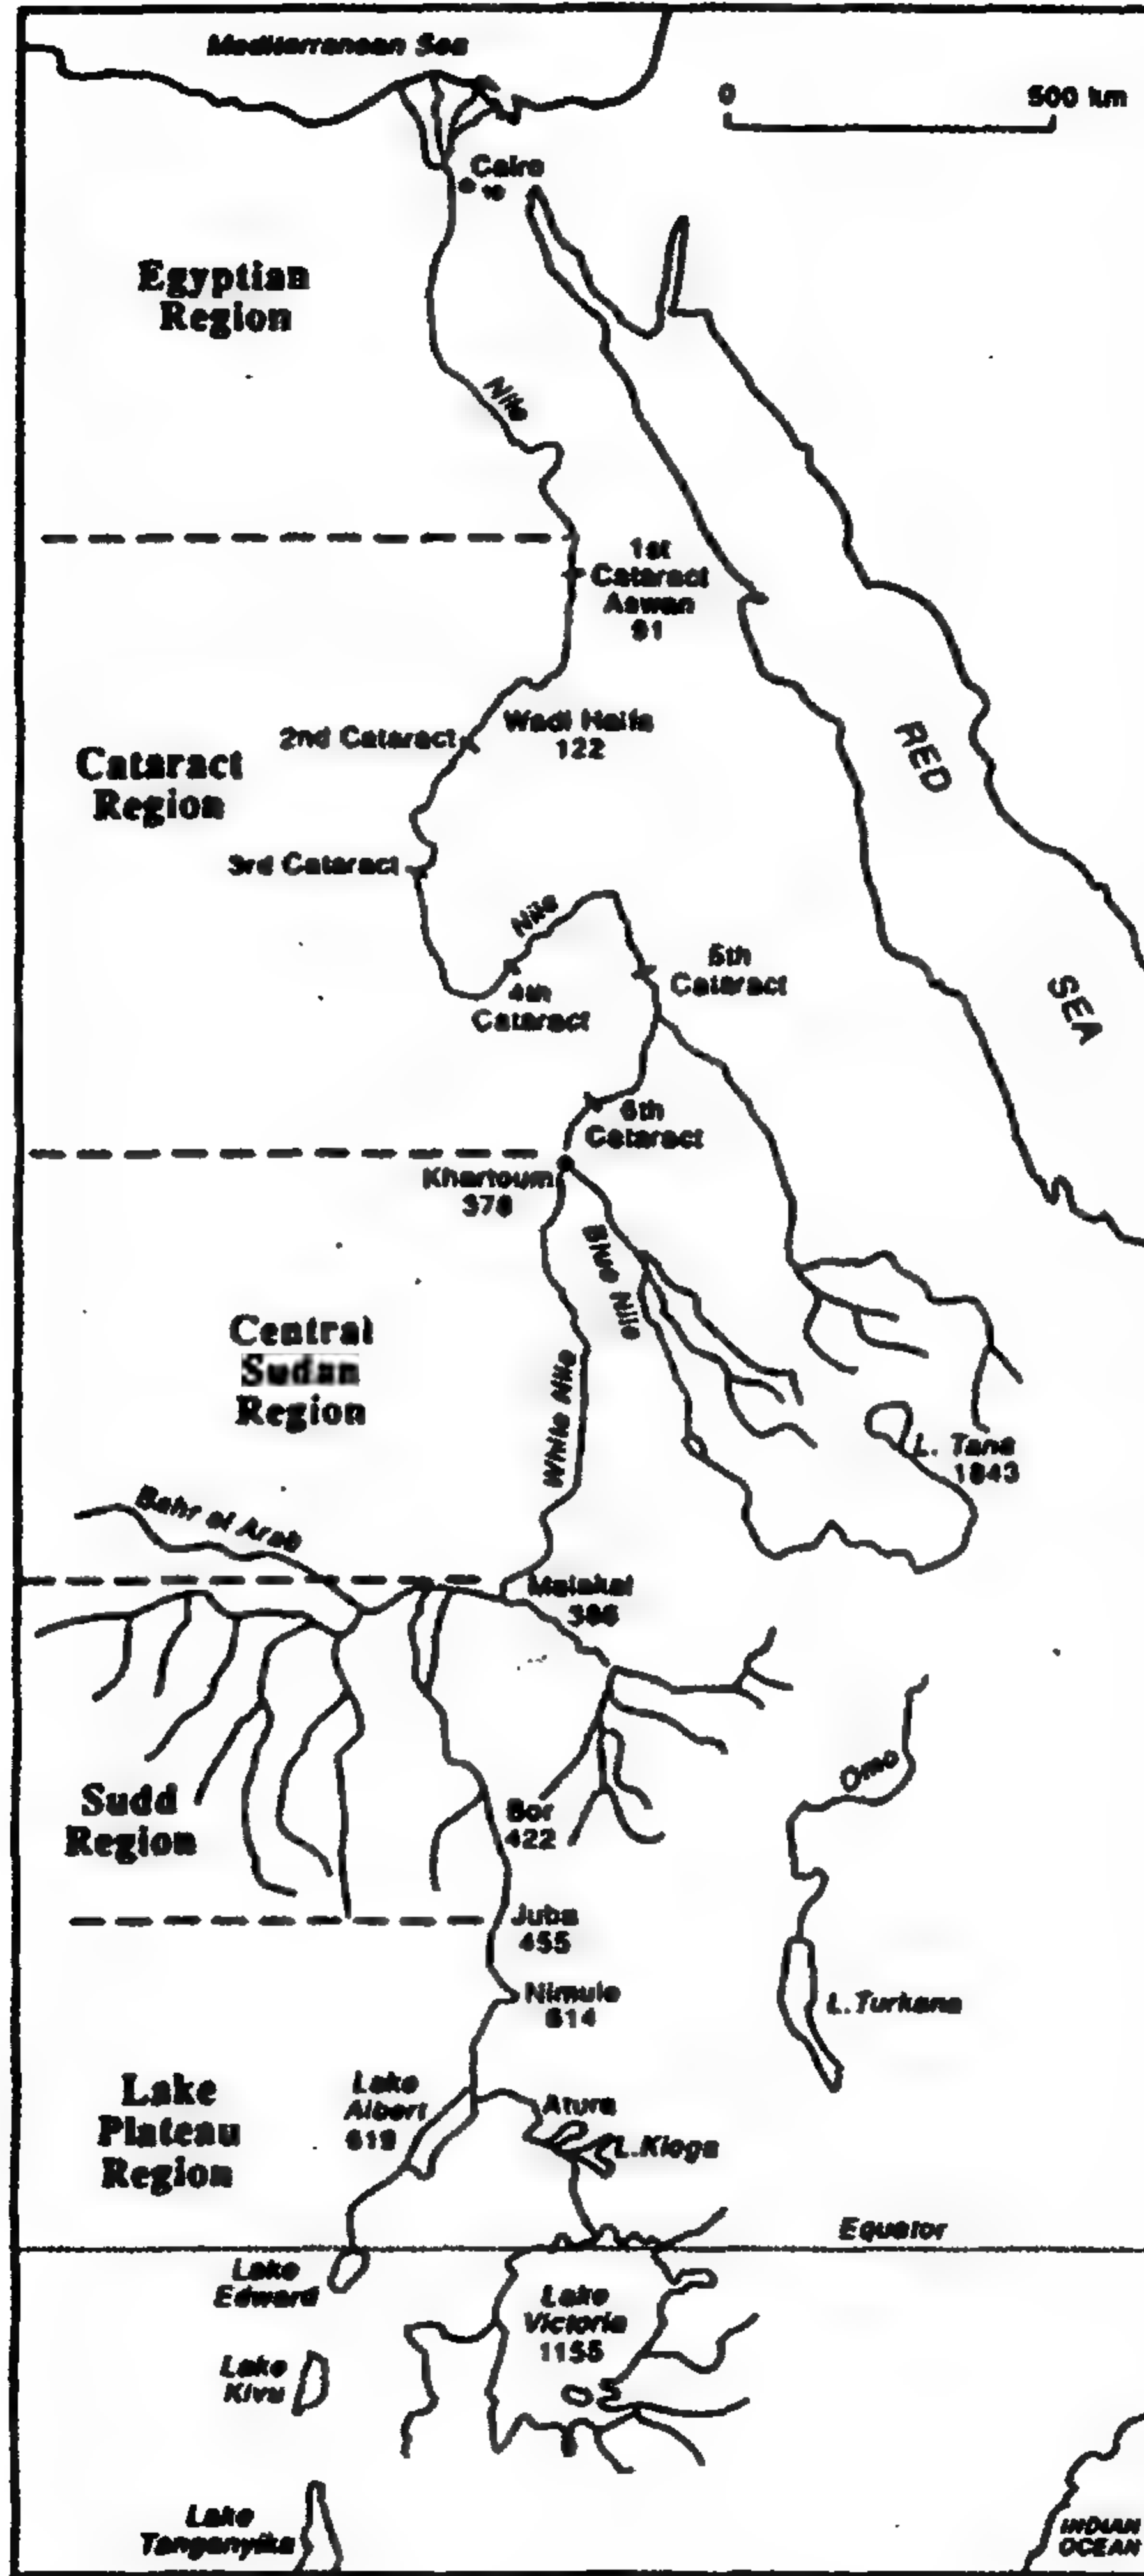 Mediterranean Sea
0
500 km
Cairo
Egyptian
Region
Nile
1st
Cataract
Aswan
91
Wadi Halfa
122
2nd Cataract
Cataract
Region
RED
3rd Cataract
Nile
5th
Cataract
SEA
4th
Cataract
6th
Cataract
Khartoum
378
Blue Nile
Central
Sudan
Region
White Nile
L. Tana
1843
Bahr el Arab
Malakal
386
Omo
Sudd
Region
Bor
422
Juba
455
Nimule
614
L. Turkana
Lake
Plateau
Region
Lake
Albert
619
Atura
L. Kioga
Equator
Lake
Edward
Lake
Victoria
1155
Lake
Kivu
Lake
Tanganyika
INDIAN
OCEAN